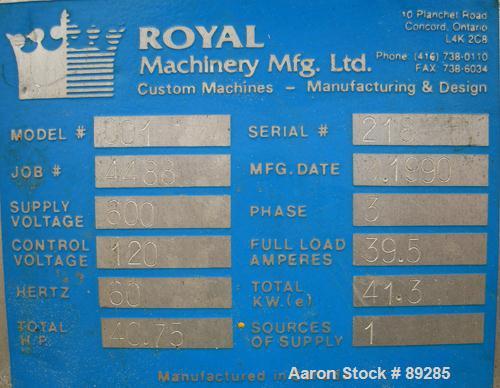 10 Planchet Road
Concord, Ontario
L4K 2C8
ROYAL
Machinery Mfg. Ltd.
Phone: (416) 738-0110
FAX: 738-6034
Custom Machines - Manufacturing & Design
MODEL # 001 SERIAL #
JOB # 4488 MFG. DATE 1990
SUPPLY VOLTAGE 600 PHASE 3
CONTROL VOLTAGE 120 FULL LOAD AMPERES 39.5
HERTZ 60 TOTAL KW.(e) 41.3
TOTAL H.P. 40.75 SOURCES OF SUPPLY 1
Manufactured in
Aaron Stock # 89285